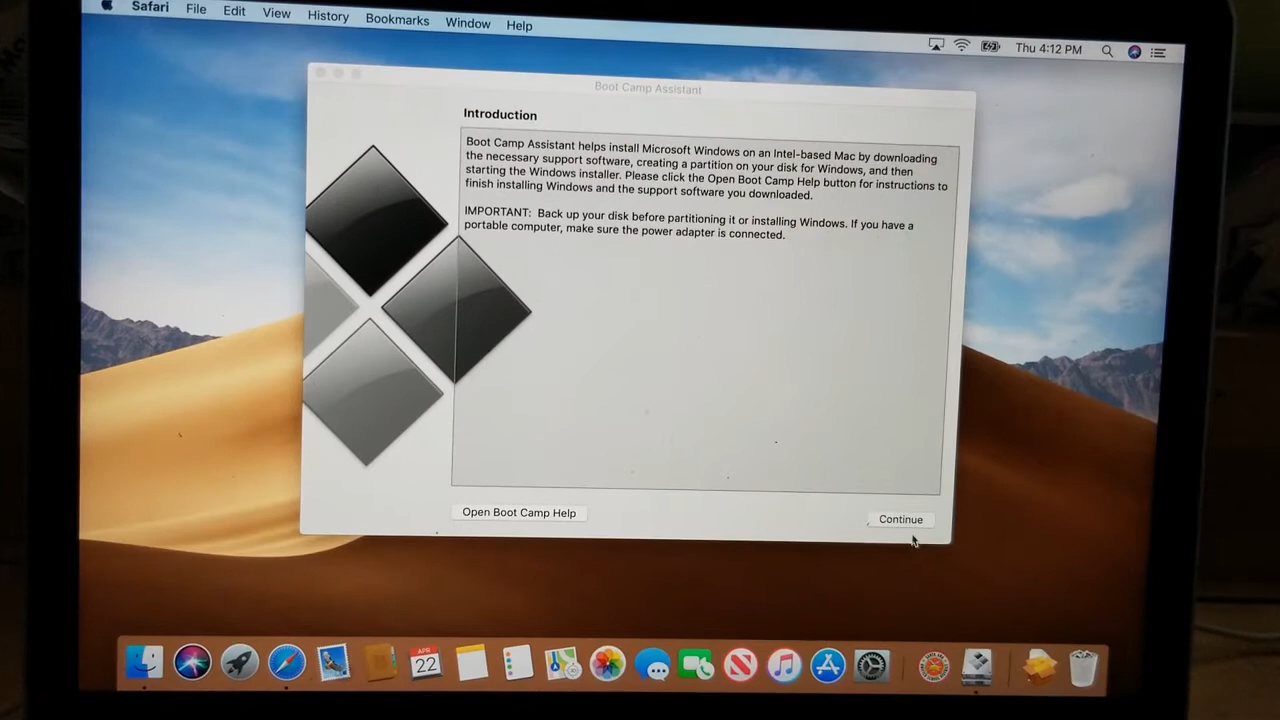 Safari File Edit View History Bookmarks Window Help
Thu 4:12 PM
Boot Camp Assistant
Introduction
Boot Camp Assistant helps install Microsoft Windows on an Intel-based Mac by downloading
the necessary support software, creating a partition on your disk for Windows, and then
starting the Windows installer. Please click the Open Boot Camp Help button for instructions to
finish installing Windows and the support software you downloaded.
IMPORTANT: Back up your disk before partitioning it or installing Windows. If you have a
portable computer, make sure the power adapter is connected.
Open Boot Camp Help
Continue
APR
22